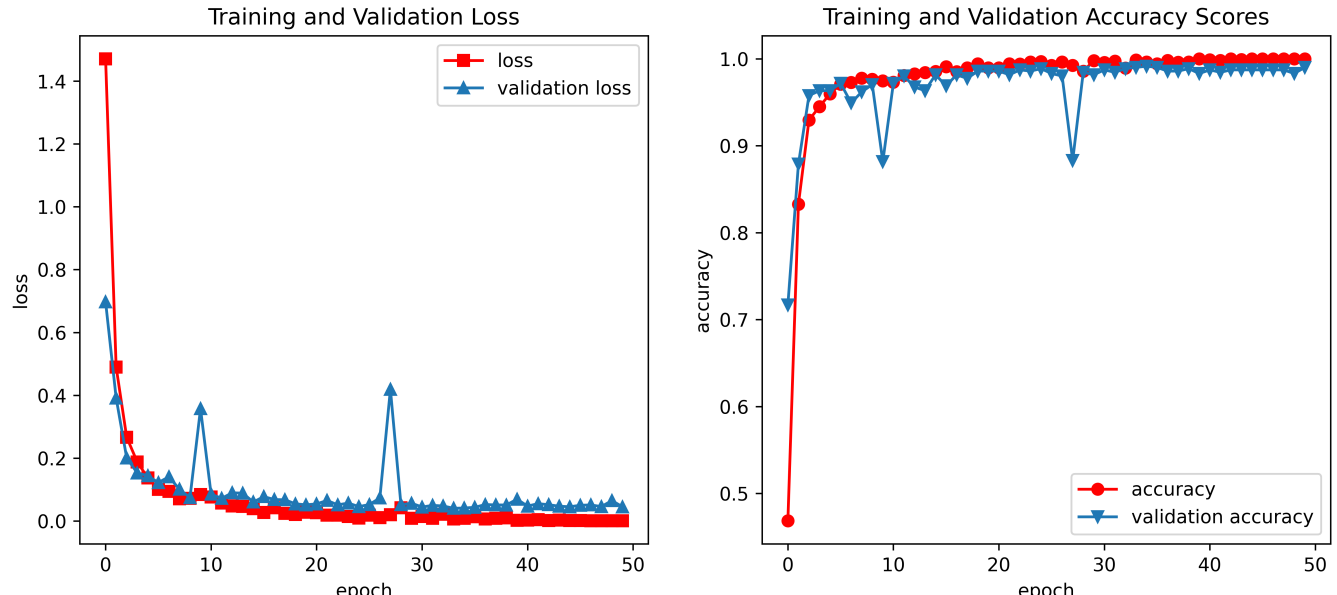 Training and Validation Loss
loss
validation loss
1.4
1.2
1.0
0.8
0.6
0.4
0.2
0.0
loss
0 10 20 30 40 50
epoch
Training and Validation Accuracy Scores
1.0
0.9
0.8
0.7
0.6
0.5
accuracy
accuracy
validation accuracy
0 10 20 30 40 50
epoch